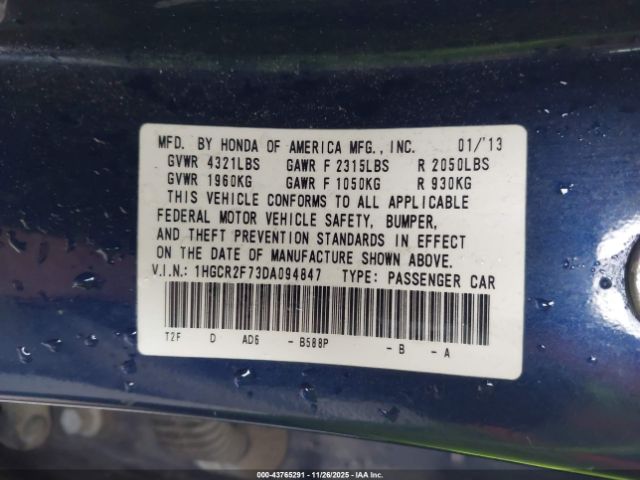 MFD. BY HONDA OF AMERICA MFG., INC. 01/'13
GVWR 4321LBS GAWR F 2315LBS R 2050LBS
GVWR 1960KG GAWR F 1050KG R 930KG
THIS VEHICLE CONFORMS TO ALL APPLICABLE
FEDERAL MOTOR VEHICLE SAFETY, BUMPER,
AND THEFT PREVENTION STANDARDS IN EFFECT
ON THE DATE OF MANUFACTURE SHOWN ABOVE.
V.I.N.: 1HGCR2F73DA094847 TYPE: PASSENGER CAR
T2F D AD6 - B588P - B - A
000-43765291 - 11/26/2025 - IAA Inc.